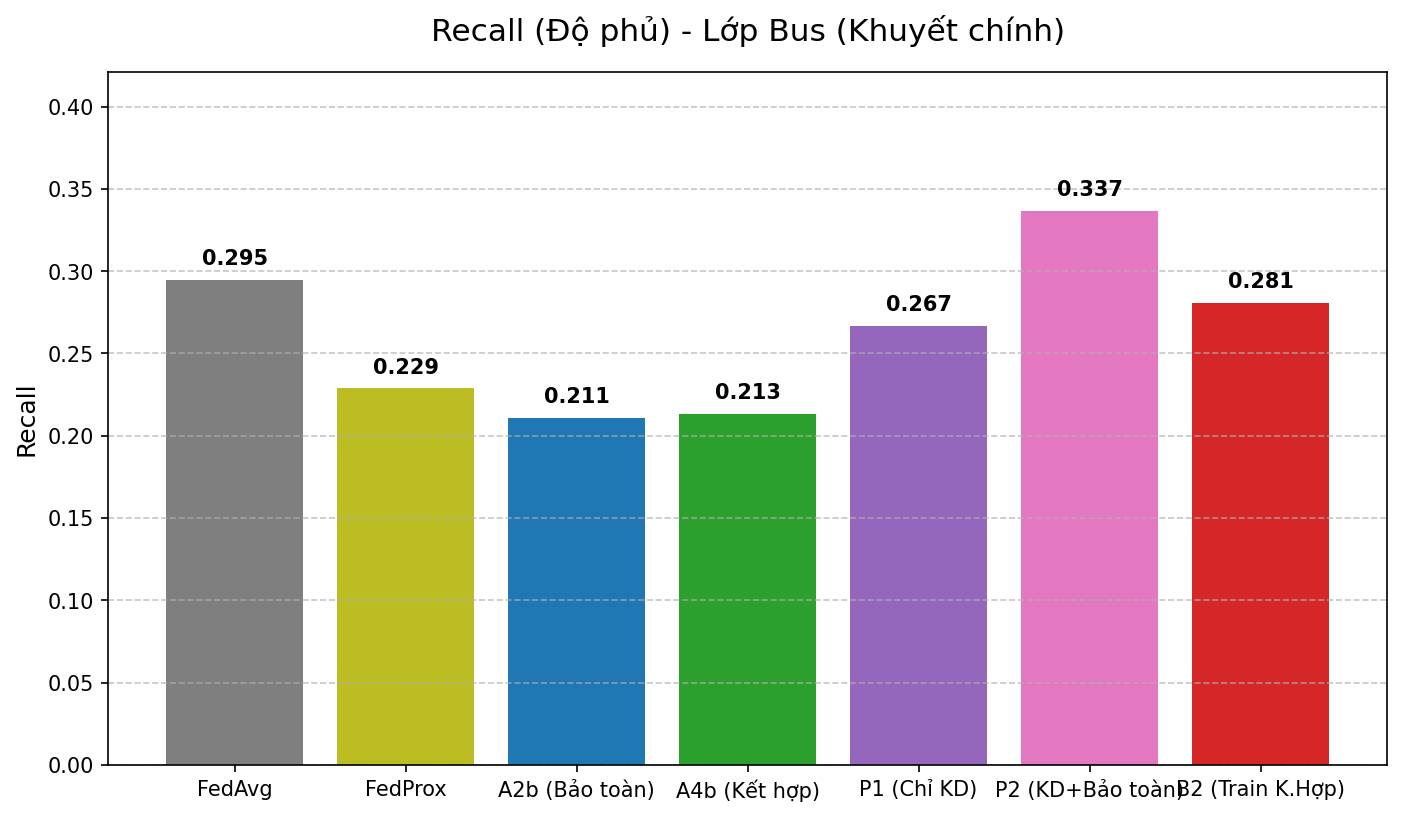 Recall (Độ phủ) - Lớp Bus (Khuyết chính)
Recall
0.40
0.35
0.30
0.25
0.20
0.15
0.10
0.05
0.00
0.295
0.229
0.211
0.213
0.267
0.337
0.281
FedAvg
FedProx
A2b (Bảo toàn)
A4b (Kết hợp)
P1 (Chỉ KD)
P2 (KD+Bảo toàn)
B2 (Train K.Hợp)